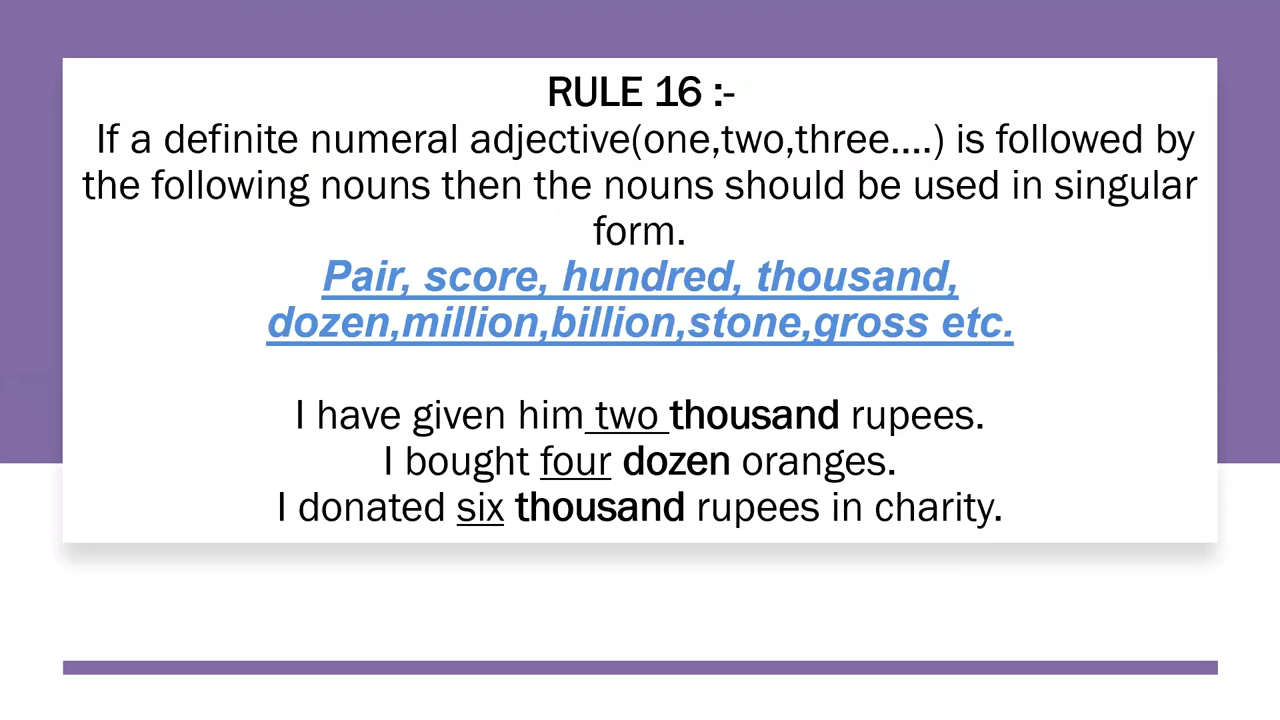 RULE 16 :-
If a definite numeral adjective(one,two,three....) is followed by
the following nouns then the nouns should be used in singular
form.
Pair, score, hundred, thousand,
dozen,million,billion,stone,gross etc.
I have given him two thousand rupees.
I bought four dozen oranges.
I donated six thousand rupees in charity.